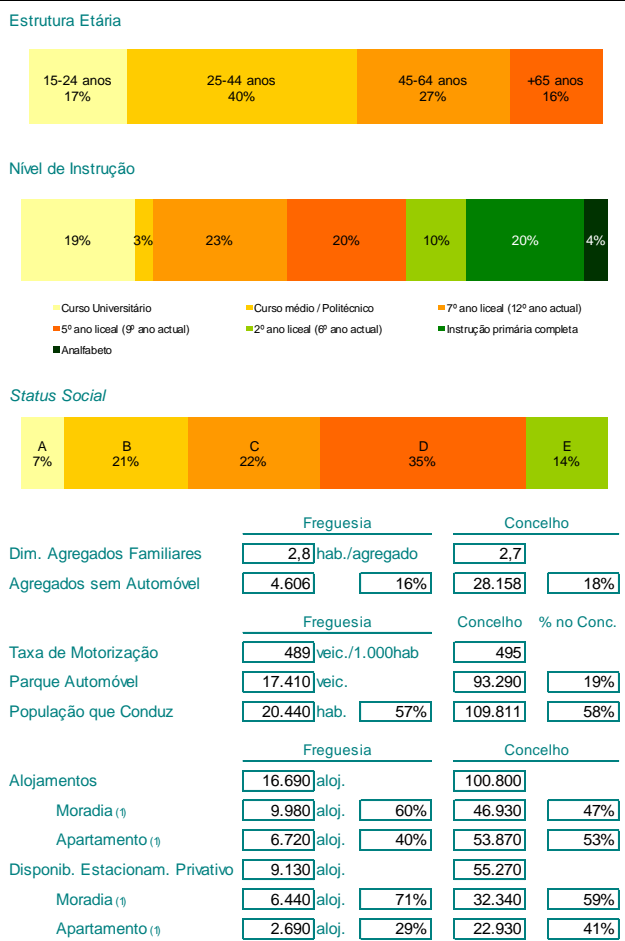 Estrutura Etária
15-24 anos 25-44 anos 45-64 anos +65 anos
17% 40% 27% 16%
Nível de Instrução
19% 3% 23% 20% 10% 20% 4%
Curso Universitário Curso médio / Politécnico 7º ano liceal (12º ano actual)
5º ano liceal (9º ano actual) 2º ano liceal (6º ano actual) Instrução primária completa
Analfabeto
Status Social
A B C D E
7% 21% 22% 35% 14%
Freguesia Concelho
Dim. Agregados Familiares 2,8 hab./agregado 2,7
Agregados sem Automóvel 4.606 16% 28.158 18%
Freguesia Concelho % no Conc.
Taxa de Motorização 489 veic./1.000hab 495
Parque Automóvel 17.410 veic. 93.290 19%
População que Conduz 20.440 hab. 57% 109.811 58%
Freguesia Concelho
Alojamentos 16.690 aloj. 100.800
Moradia (1) 9.980 aloj. 60% 46.930 47%
Apartamento (1) 6.720 aloj. 40% 53.870 53%
Disponib. Estacionam. Privativo 9.130 aloj. 55.270
Moradia (1) 6.440 aloj. 71% 32.340 59%
Apartamento (1) 2.690 aloj. 29% 22.930 41%